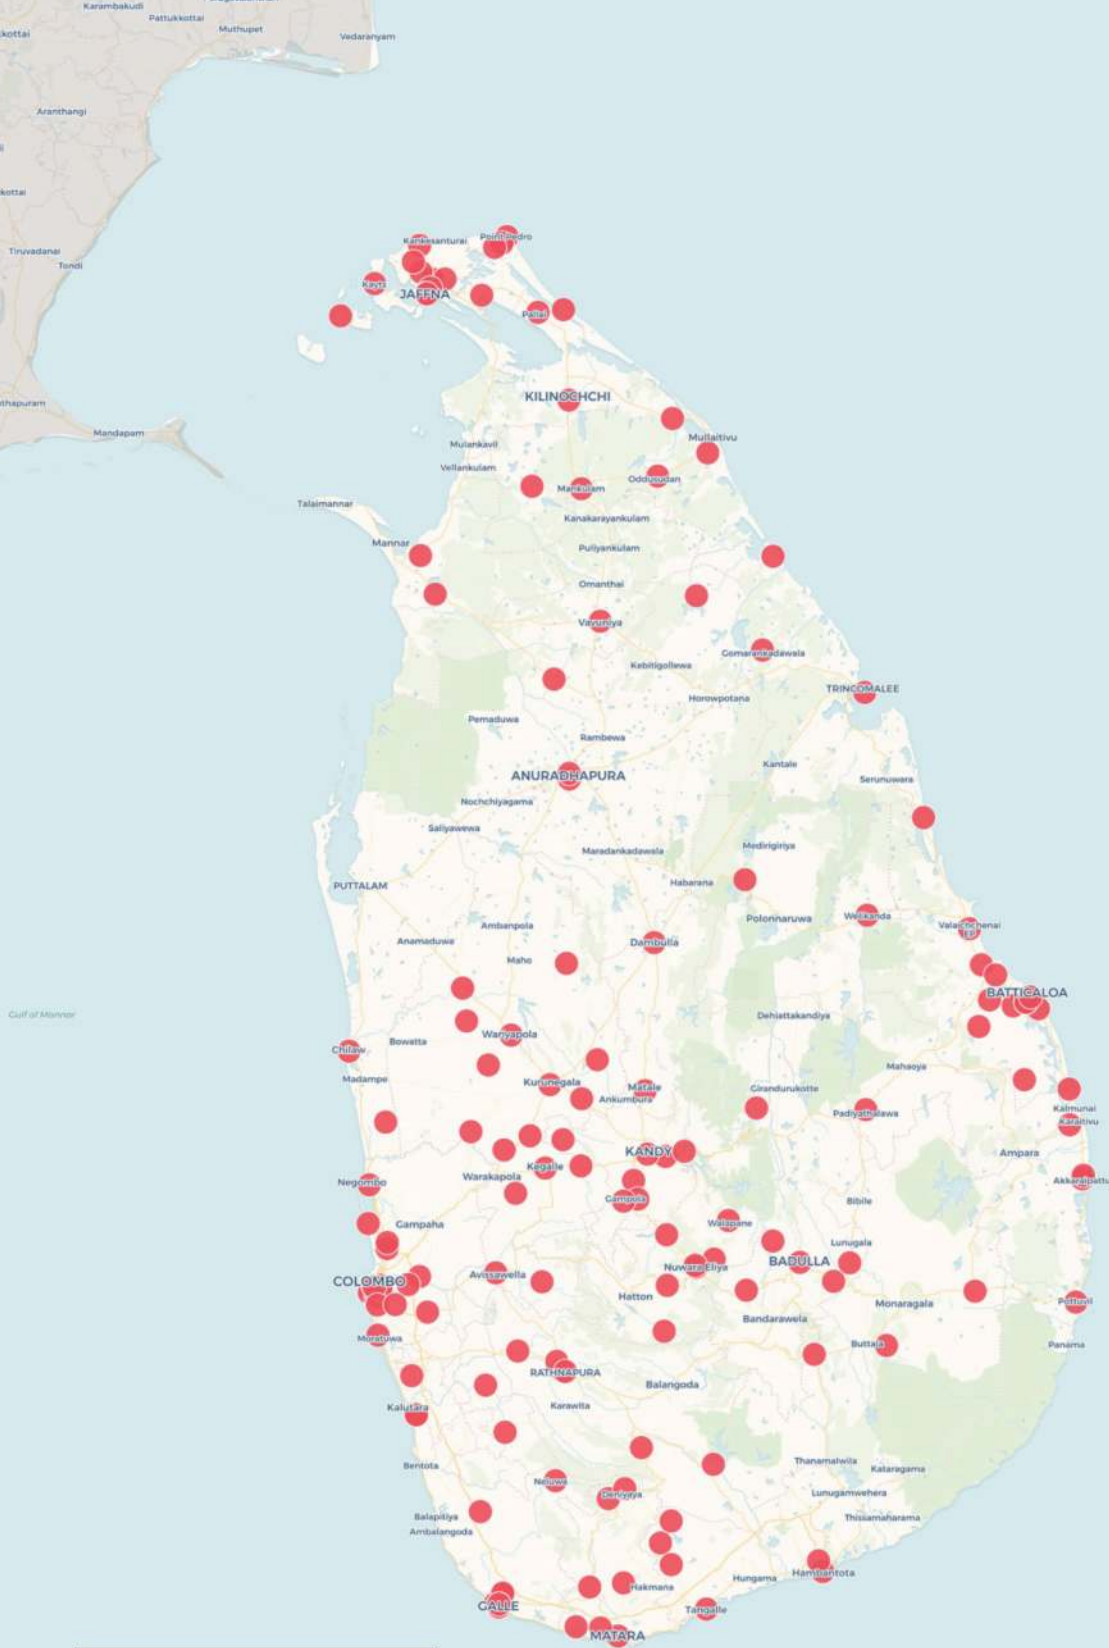 Karambakudi
Pattukkottai
Muthupet
Vedaranyam
kkottai
Aranthangi
kottai
Tiruvadanai
Tondi
thapuram
Mandapam
Kankesanturai
Point Pedro
Kayts
JAFFNA
Pallai
KILINOCHCHI
Mullaitivu
Mulankavil
Vellankulam
Oddusudan
Mankulam
Talaimannar
Kanakarayankulam
Mannar
Puliyankulam
Omanthai
Vavuniya
Gomarankadawala
Kebitigollewa
TRINCOMALEE
Horowpotana
Pemaduwa
Rambewa
Kantale
ANURADHAPURA
Serunuwara
Nochchiyagama
Saliyawewa
Medirigiriya
Maradankadawala
PUTTALAM
Habarana
Welikanda
Polonnaruwa
Ambanpola
Valaichchenai
EP
Anamaduwa
Dambulla
Maho
BATTICALOA
Gulf of Mannar
Dehiattakandiya
Wariyapola
Bowatta
Chilaw
Mahaoya
Madampe
Kurunegala
Matale
Girandurukotte
Ankumbura
Kalmunai
Padiyathalawa
Karaitivu
KANDY
Ampara
Kegalle
Warakapola
Akkaraipattu
Negombo
Gampola
Bibile
Gampaha
Walapane
Lunugala
BADULLA
Nuwara Eliya
Avissawella
COLOMBO
Hatton
Monaragala
Pottuvil
Bandarawela
Moratuwa
Buttala
Panama
RATHNAPURA
Balangoda
Kalutara
Karawita
Bentota
Thanamalwila
Kataragama
Neluwa
Deniyaya
Lunugamwehera
Balapitiya
Thissamaharama
Ambalangoda
Hambantota
Hungama
Hakmana
GALLE
Tangalle
MATARA